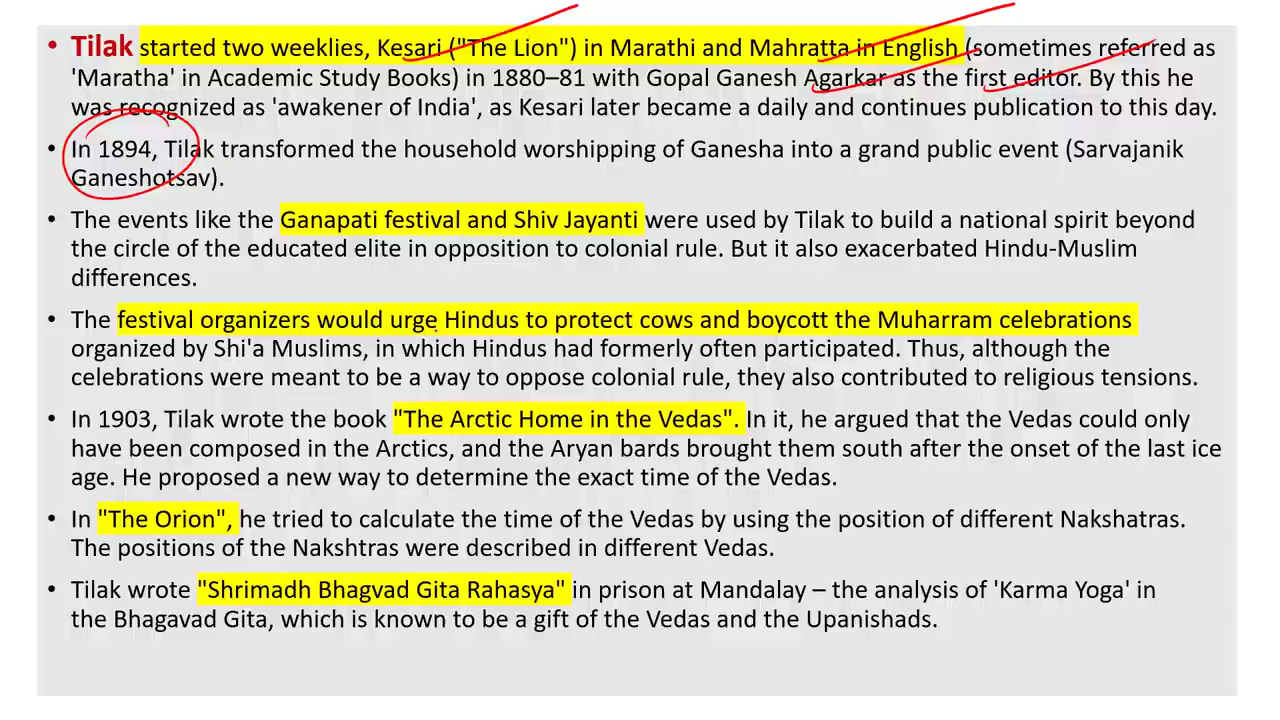 • Tilak started two weeklies, Kesari ("The Lion") in Marathi and Mahratta in English (sometimes referred as
'Maratha' in Academic Study Books) in 1880–81 with Gopal Ganesh Agarkar as the first editor. By this he
was recognized as 'awakener of India', as Kesari later became a daily and continues publication to this day.
• In 1894, Tilak transformed the household worshipping of Ganesha into a grand public event (Sarvajanik
Ganeshotsav).
• The events like the Ganapati festival and Shiv Jayanti were used by Tilak to build a national spirit beyond
the circle of the educated elite in opposition to colonial rule. But it also exacerbated Hindu-Muslim
differences.
• The festival organizers would urge Hindus to protect cows and boycott the Muharram celebrations
organized by Shi'a Muslims, in which Hindus had formerly often participated. Thus, although the
celebrations were meant to be a way to oppose colonial rule, they also contributed to religious tensions.
• In 1903, Tilak wrote the book "The Arctic Home in the Vedas". In it, he argued that the Vedas could only
have been composed in the Arctics, and the Aryan bards brought them south after the onset of the last ice
age. He proposed a new way to determine the exact time of the Vedas.
• In "The Orion", he tried to calculate the time of the Vedas by using the position of different Nakshatras.
The positions of the Nakshtras were described in different Vedas.
• Tilak wrote "Shrimadh Bhagvad Gita Rahasya" in prison at Mandalay – the analysis of 'Karma Yoga' in
the Bhagavad Gita, which is known to be a gift of the Vedas and the Upanishads.